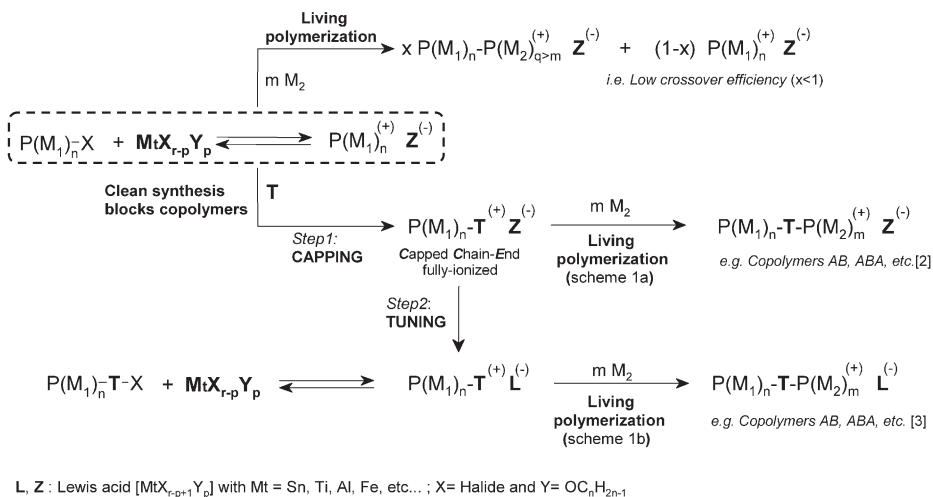 Living
polymerization
m M2
x P(M1)n-P(M2)q>m(+) Z(-) + (1-x) P(M1)n(+) Z(-)
i.e. Low crossover efficiency (x<1)
P(M1)n-X + MtXr-pYp P(M1)n(+) Z(-)
Clean synthesis
blocks copolymers
T
Step1:
CAPPING
P(M1)n-T(+) Z(-)
Capped Chain-End
fully-ionized
m M2
Living
polymerization
(scheme 1a)
P(M1)n-T-P(M2)m(+) Z(-)
e.g. Copolymers AB, ABA, etc.[2]
Step2:
TUNING
P(M1)n-T-X + MtXr-pYp P(M1)n-T(+) L(-)
m M2
Living
polymerization
(scheme 1b)
P(M1)n-T-P(M2)m(+) L(-)
e.g. Copolymers AB, ABA, etc. [3]
L, Z : Lewis acid [MtXr-p+1Yp] with Mt = Sn, Ti, Al, Fe, etc... ; X= Halide and Y= OCnH2n-1